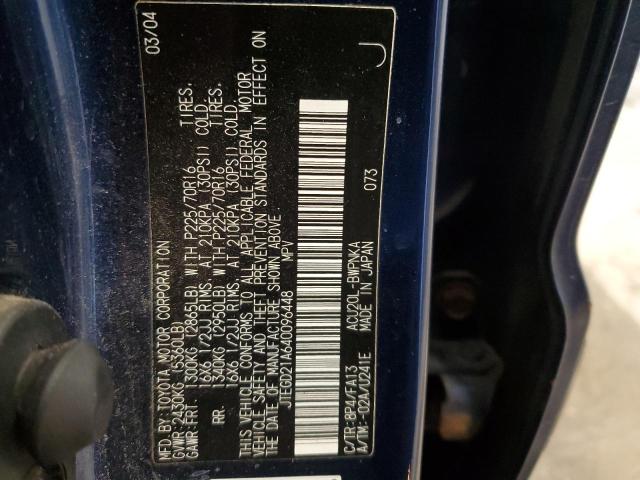 MFD.BY: TOYOTA MOTOR CORPORATION 03/04
GVWR: 2430KG (5360LB)
GAWR:FRT. 1300KG (2865LB) WITH P225/70R16 TIRES,
16X6 1/2JJ RIMS, AT 210KPA (30PSI) COLD.
RR. 1340KG (2950LB) WITH P225/70R16 TIRES,
16X6 1/2JJ RIMS, AT 210KPA (30PSI) COLD.
THIS VEHICLE CONFORMS TO ALL APPLICABLE FEDERAL MOTOR
VEHICLE SAFETY AND THEFT PREVENTION STANDARDS IN EFFECT ON
THE DATE OF MANUFACTURE SHOWN ABOVE.
JTEGD21A640096448 MPV
073 J
C/TR:8P4/FA13 ACU20L-BWPNKA
A/TM:-02A/U241E MADE IN JAPAN